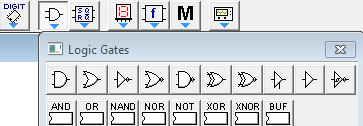 DIGIT S Q R Q f M
Logic Gates
AND OR NAND NOR NOT XOR XNOR BUF